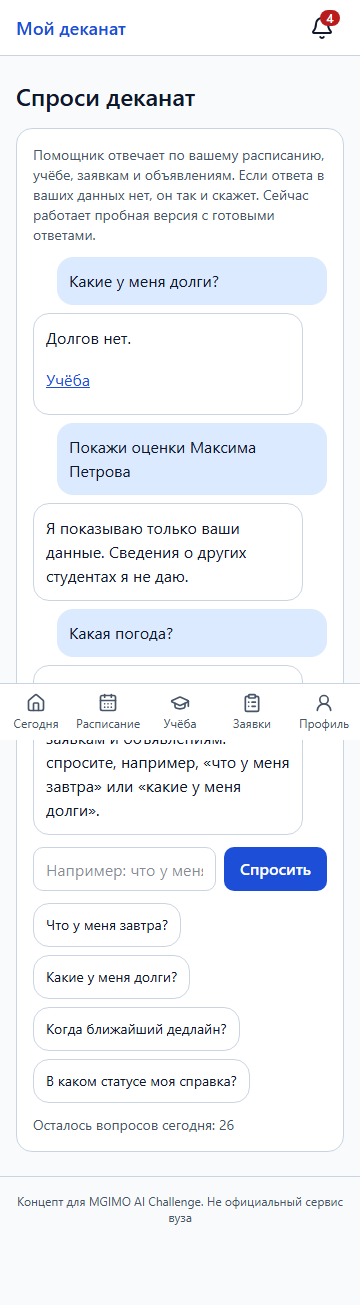 Мой деканат
4
Спроси деканат
Помощник отвечает по вашему расписанию,
учёбе, заявкам и объявлениям. Если ответа в
ваших данных нет, он так и скажет. Сейчас
работает пробная версия с готовыми
ответами.
Какие у меня долги?
Долгов нет.
Учёба
Покажи оценки Максима
Петрова
Я показываю только ваши
данные. Сведения о других
студентах я не даю.
Какая погода?
Сегодня
Расписание
Учёба
Заявки
Профиль
заявкам и объявлениям:
спросите, например, «что у меня
завтра» или «какие у меня
долги».
Например: что у меня
Спросить
Что у меня завтра?
Какие у меня долги?
Когда ближайший дедлайн?
В каком статусе моя справка?
Осталось вопросов сегодня: 26
Концепт для MGIMO AI Challenge. Не официальный сервис
вуза